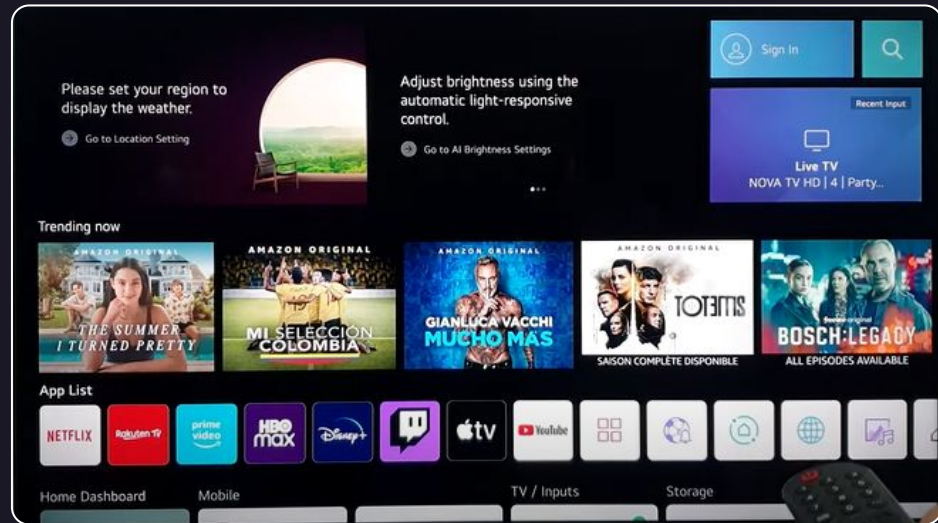 Please set your region to
display the weather.
Go to Location Setting
Adjust brightness using the
automatic light-responsive
control.
Go to AI Brightness Settings
Sign In
Recent Input
Live TV
NOVA TV HD | 4 | Party...
Trending now
AMAZON ORIGINAL
THE SUMMER
I TURNED PRETTY
AMAZON ORIGINAL
MI SELECCIÓN
COLOMBIA
AMAZON ORIGINAL
GIANLUCA VACCHI
MUCHO MÁS
AMAZON ORIGINAL
TOTEMS
SAISON COMPLÈTE DISPONIBLE
freevee original
BOSCH:LEGACY
ALL EPISODES AVAILABLE
App List
NETFLIX
Rakuten TV
prime
video
HBO
max
Disney+
tv
YouTube
Home Dashboard
Mobile
TV / Inputs
Storage